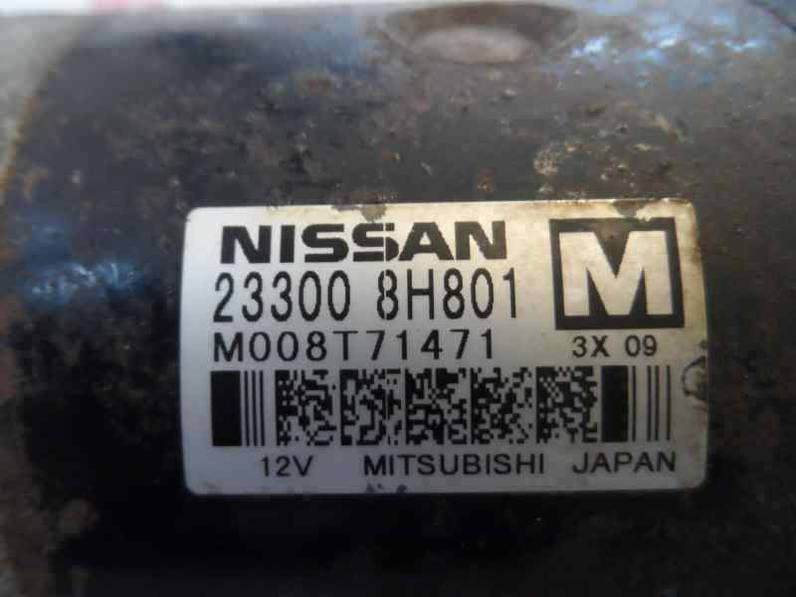 NISSAN M
23300 8H801
M008T71471 3X 09
12V MITSUBISHI JAPAN